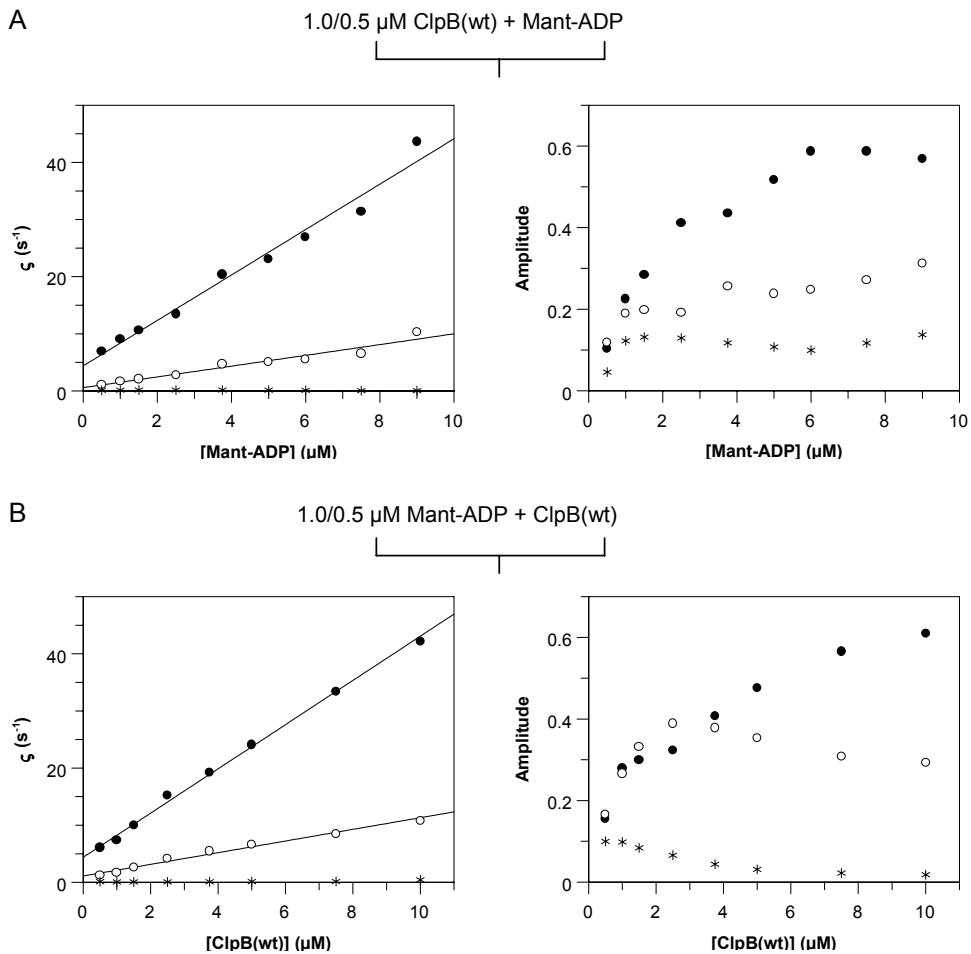 A
1.0/0.5 µM ClpB(wt) + Mant-ADP
40
20
0
ς (s⁻¹)
0 2 4 6 8 10
[Mant-ADP] (µM)
0.6
0.4
0.2
0
Amplitude
0 2 4 6 8 10
[Mant-ADP] (µM)
B
1.0/0.5 µM Mant-ADP + ClpB(wt)
40
20
0
ς (s⁻¹)
0 2 4 6 8 10
[ClpB(wt)] (µM)
0.6
0.4
0.2
0
Amplitude
0 2 4 6 8 10
[ClpB(wt)] (µM)